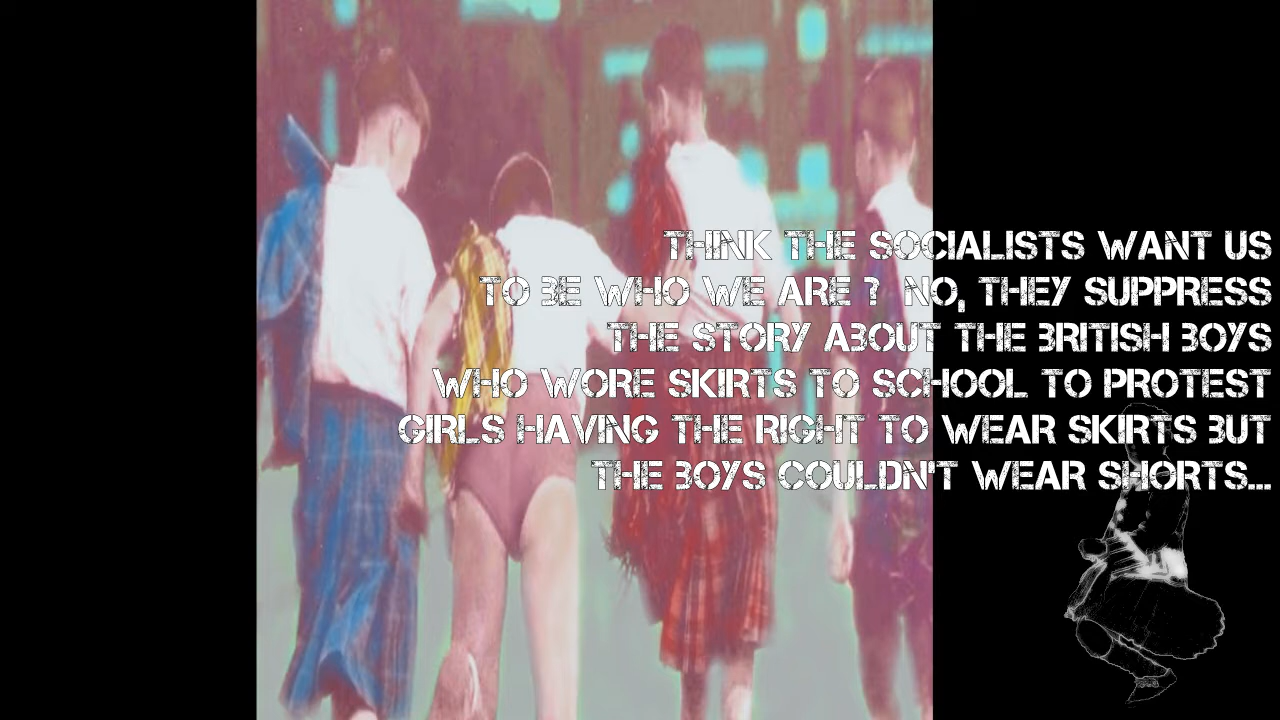 THINK THE SOCIALISTS WANT US
TO BE WHO WE ARE ? NO, THEY SUPPRESS
THE STORY ABOUT THE BRITISH BOYS
WHO WORE SKIRTS TO SCHOOL TO PROTEST
GIRLS HAVING THE RIGHT TO WEAR SKIRTS BUT
THE BOYS COULDN'T WEAR SHORTS...